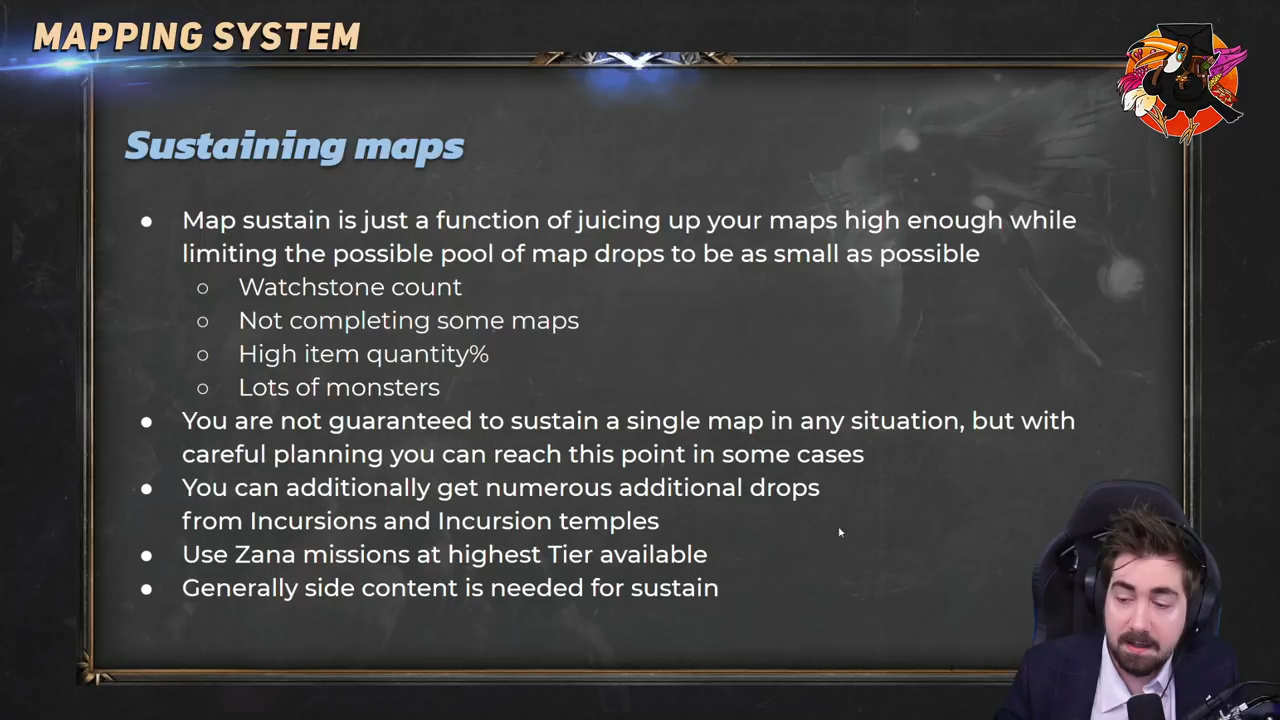 MAPPING SYSTEM
Sustaining maps
● Map sustain is just a function of juicing up your maps high enough while
limiting the possible pool of map drops to be as small as possible
○ Watchstone count
○ Not completing some maps
○ High item quantity%
○ Lots of monsters
● You are not guaranteed to sustain a single map in any situation, but with
careful planning you can reach this point in some cases
● You can additionally get numerous additional drops
from Incursions and Incursion temples
● Use Zana missions at highest Tier available
● Generally side content is needed for sustain